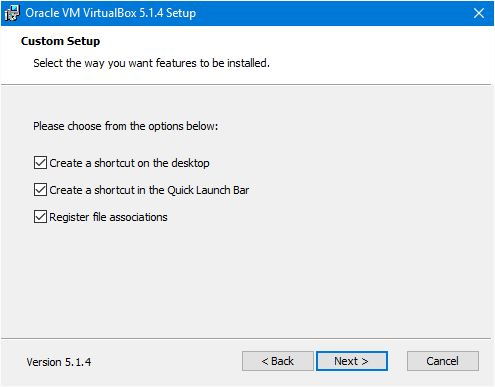 Oracle VM VirtualBox 5.1.4 Setup
Custom Setup
Select the way you want features to be installed.
Please choose from the options below:
Create a shortcut on the desktop
Create a shortcut in the Quick Launch Bar
Register file associations
Version 5.1.4
< Back
Next >
Cancel